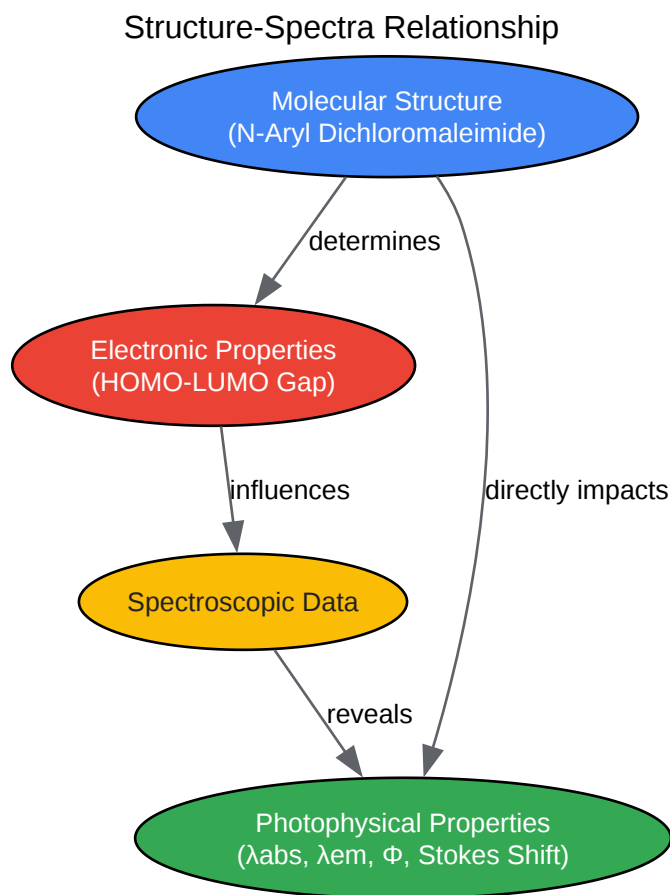 Structure-Spectra Relationship
Molecular Structure
(N-Aryl Dichloromaleimide)
determines
Electronic Properties
(HOMO-LUMO Gap)
influences
directly impacts
Spectroscopic Data
reveals
Photophysical Properties
(λabs, λem, Φ, Stokes Shift)